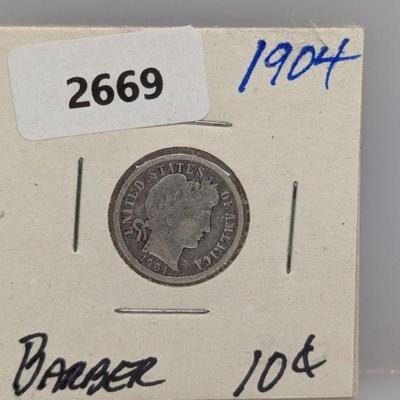 2669
1904
UNITED STATES OF AMERICA
BARBER 10¢